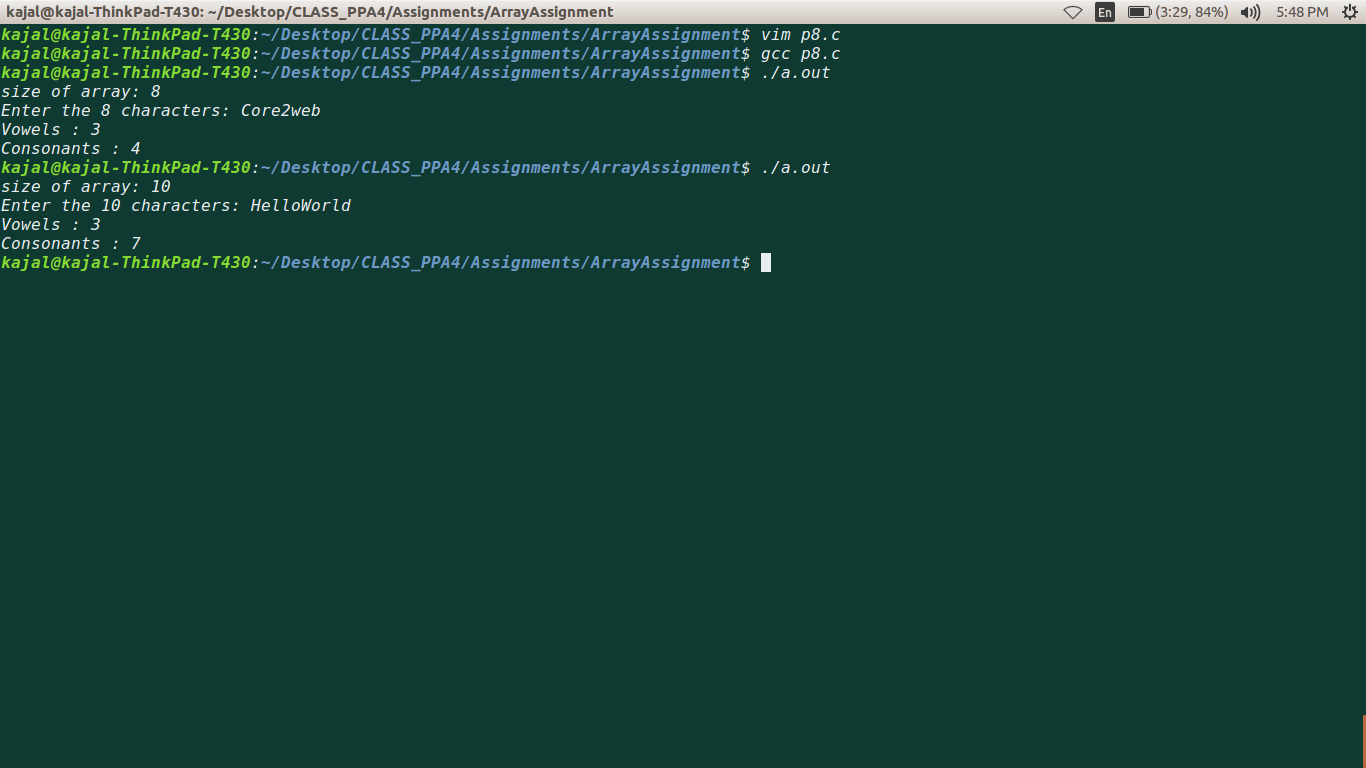 kajal@kajal-ThinkPad-T430: ~/Desktop/CLASS_PPA4/Assignments/ArrayAssignment En (3:29, 84%) 5:48 PM
kajal@kajal-ThinkPad-T430:~/Desktop/CLASS_PPA4/Assignments/ArrayAssignment$ vim p8.c
kajal@kajal-ThinkPad-T430:~/Desktop/CLASS_PPA4/Assignments/ArrayAssignment$ gcc p8.c
kajal@kajal-ThinkPad-T430:~/Desktop/CLASS_PPA4/Assignments/ArrayAssignment$ ./a.out
size of array: 8
Enter the 8 characters: Core2web
Vowels : 3
Consonants : 4
kajal@kajal-ThinkPad-T430:~/Desktop/CLASS_PPA4/Assignments/ArrayAssignment$ ./a.out
size of array: 10
Enter the 10 characters: HelloWorld
Vowels : 3
Consonants : 7
kajal@kajal-ThinkPad-T430:~/Desktop/CLASS_PPA4/Assignments/ArrayAssignment$